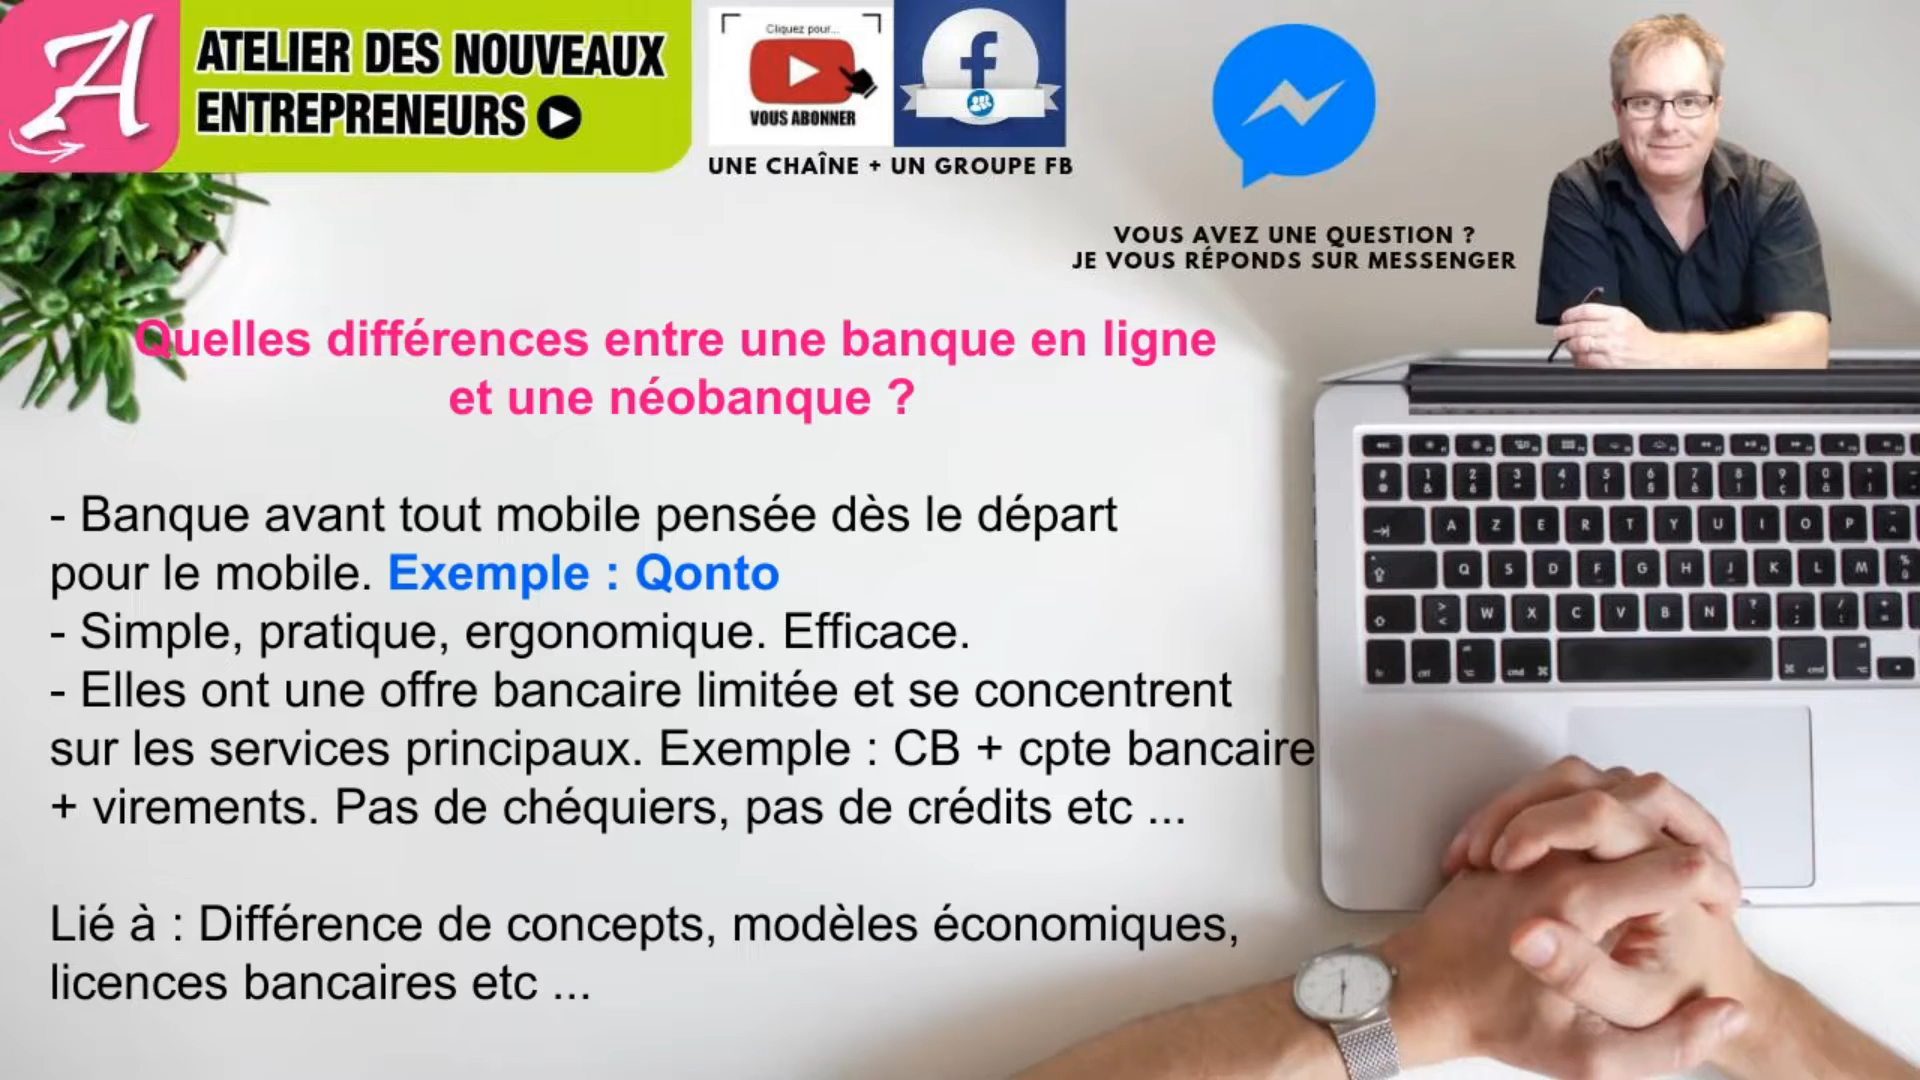 ATELIER DES NOUVEAUX
ENTREPRENEURS
Cliquez pour...
VOUS ABONNER
UNE CHAÎNE + UN GROUPE FB
VOUS AVEZ UNE QUESTION ?
JE VOUS RÉPONDS SUR MESSENGER
Quelles différences entre une banque en ligne
et une néobanque ?
- Banque avant tout mobile pensée dès le départ
pour le mobile. Exemple : Qonto
- Simple, pratique, ergonomique. Efficace.
- Elles ont une offre bancaire limitée et se concentrent
sur les services principaux. Exemple : CB + cpte bancaire
+ virements. Pas de chéquiers, pas de crédits etc ...
Lié à : Différence de concepts, modèles économiques,
licences bancaires etc ...
A Z E R T Y U I O P
Q S D F G H J K L M
W X C V B N